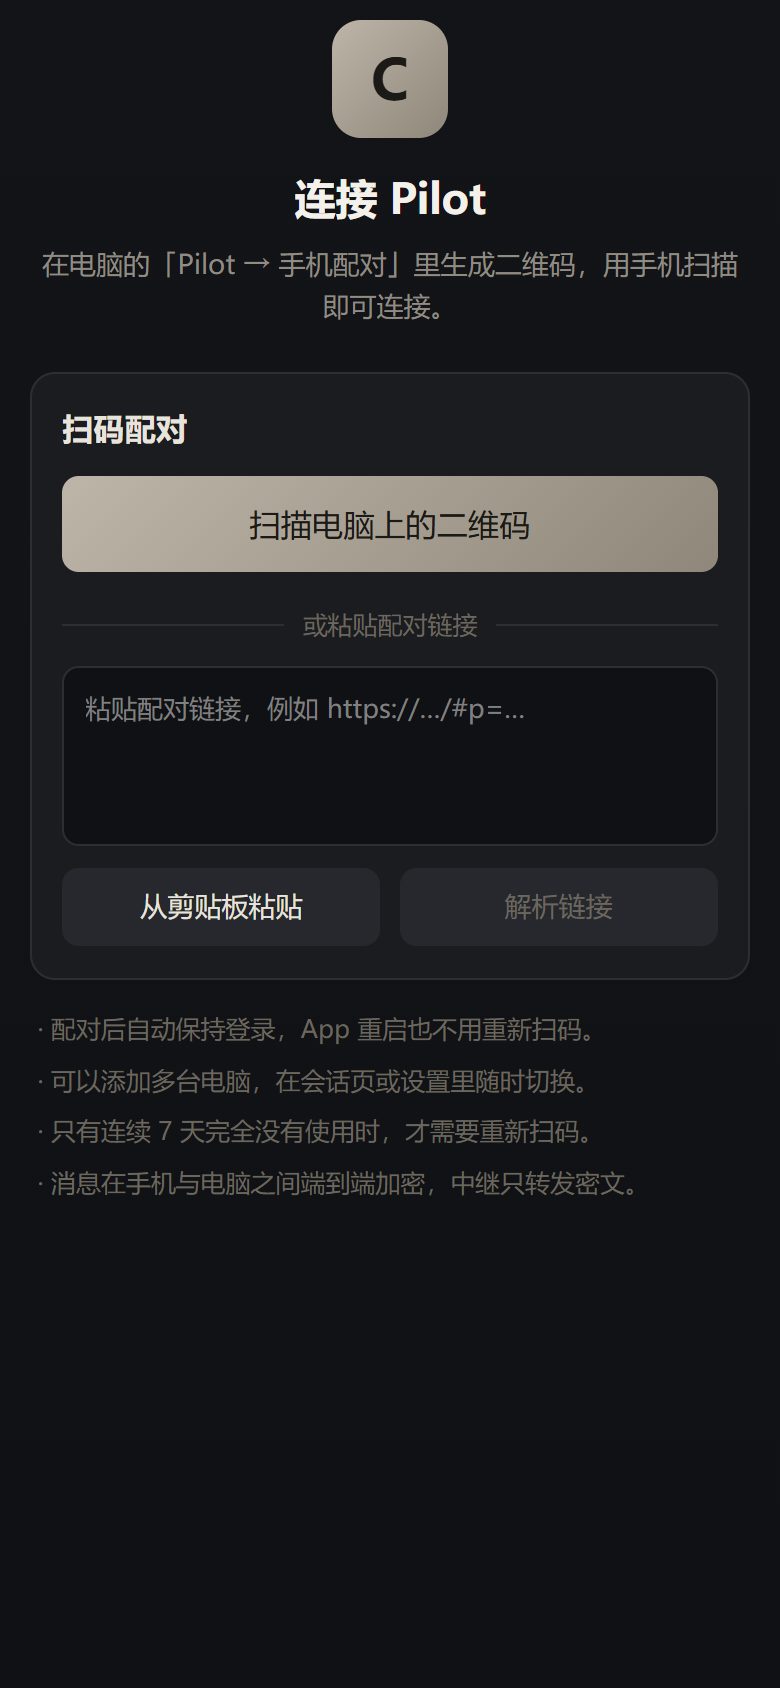 C
连接 Pilot
在电脑的「Pilot → 手机配对」里生成二维码，用手机扫描
即可连接。
扫码配对
扫描电脑上的二维码
或粘贴配对链接
粘贴配对链接，例如 https://.../#p=...
从剪贴板粘贴
解析链接
· 配对后自动保持登录，App 重启也不用重新扫码。
· 可以添加多台电脑，在会话页或设置里随时切换。
· 只有连续 7 天完全没有使用时，才需要重新扫码。
· 消息在手机与电脑之间端到端加密，中继只转发密文。